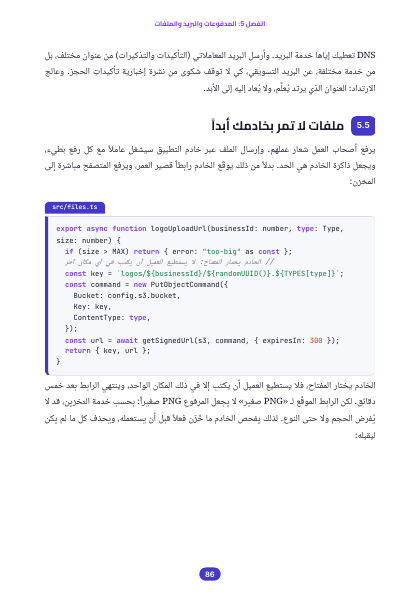 الفصل 5: المدفوعات والبريد والملفات
DNS تعطيك إياها خدمة البريد. وأرسل البريد المعاملاتي (التأكيدات والتذكيرات) من عنوان مختلف، بل
من خدمة مختلفة، عن البريد التسويقي، كي لا توقف شكوى من نشرة إخبارية تأكيدات الحجز. وعالج
الارتداد: العنوان الذي يرتد يُعلَّم، ولا يُعاد إليه إلى الأبد.
5.5 ملفات لا تمر بخادمك أبداً
يرفع أصحاب العمل شعار عملهم. وإرسال الملف عبر خادم التطبيق سيشغل عاملاً مع كل رفع بطيء،
ويجعل ذاكرة الخادم هي الحد. بدلاً من ذلك يوقّع الخادم رابطاً قصير العمر، ويرفع المتصفح مباشرة إلى
المخزن:
src/files.ts
export async function logoUploadUrl(businessId: number, type: Type,
size: number) {
if (size > MAX) return { error: "too-big" as const };
// الخادم يختار المفتاح: لا يستطيع العميل أن يكتب في أي مكان آخر
const key = `logos/${businessId}/${randomUUID()}.${TYPES[type]}`;
const command = new PutObjectCommand({
Bucket: config.s3.bucket,
Key: key,
ContentType: type,
});
const url = await getSignedUrl(s3, command, { expiresIn: 300 });
return { key, url };
}
الخادم يختار المفتاح، فلا يستطيع العميل أن يكتب إلا في ذلك المكان الواحد، وينتهي الرابط بعد خمس
دقائق. لكن الرابط الموقّع لـ «PNG صغير» لا يجعل المرفوع PNG صغيراً: بحسب خدمة التخزين، قد لا
يُفرض الحجم ولا حتى النوع. لذلك يفحص الخادم ما خُزّن فعلاً قبل أن يستعمله، ويحذف كل ما لم يكن
ليقبله:
86